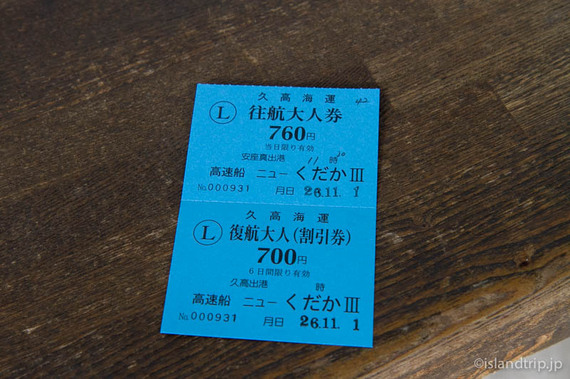 久高海運 42
Ⓛ 往航大人券
760円
当日限り有効
安座真出港 11時30
高速船 ニューくだかⅢ
No.000931 月日 26.11.1
久高海運
Ⓛ 復航大人(割引券)
700円
6日間限り有効
久高出港 時
高速船 ニューくだかⅢ
No.000931 月日 26.11.1
©islandtrip.jp